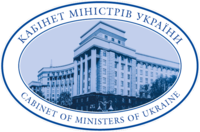 КАБІНЕТ МІНІСТРІВ УКРАЇНИ
CABINET OF MINISTERS OF UKRAINE